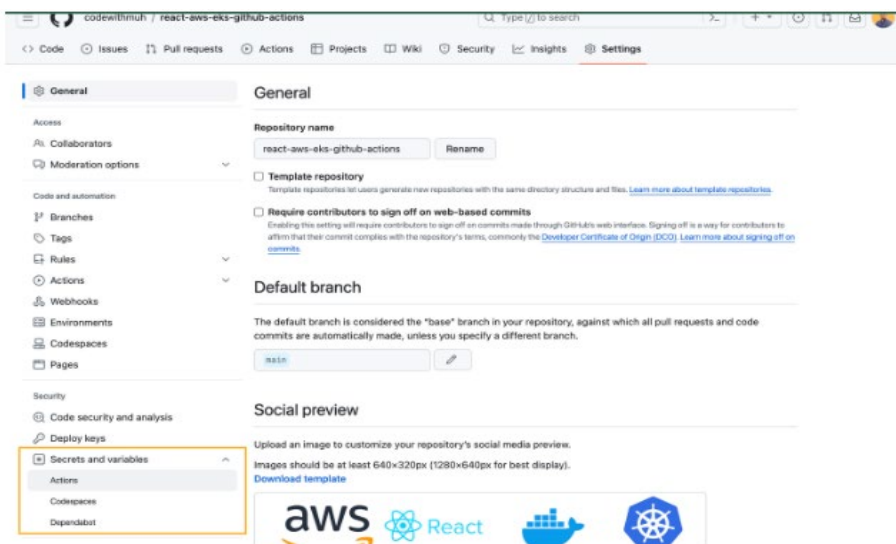 codewithmuh / react-aws-eks-github-actions
Type / to search
Code
Issues
Pull requests
Actions
Projects
Wiki
Security
Insights
Settings
General
Access
Collaborators
Moderation options
Code and automation
Branches
Tags
Rules
Actions
Webhooks
Environments
Codespaces
Pages
Security
Code security and analysis
Deploy keys
Secrets and variables
Actions
Codespaces
Dependabot
General
Repository name
react-aws-eks-github-actions
Rename
Template repository
Template repositories let users generate new repositories with the same directory structure and files. Learn more about template repositories.
Require contributors to sign off on web-based commits
Enabling this setting will require contributors to sign off on commits made through GitHub's web interface. Signing off is a way for contributors to
affirm that their commit complies with the repository's terms, commonly the Developer Certificate of Origin (DCO). Learn more about signing off on
commits.
Default branch
The default branch is considered the "base" branch in your repository, against which all pull requests and code
commits are automatically made, unless you specify a different branch.
main
Social preview
Upload an image to customize your repository's social media preview.
Images should be at least 640×320px (1280×640px for best display).
Download template
aws
React